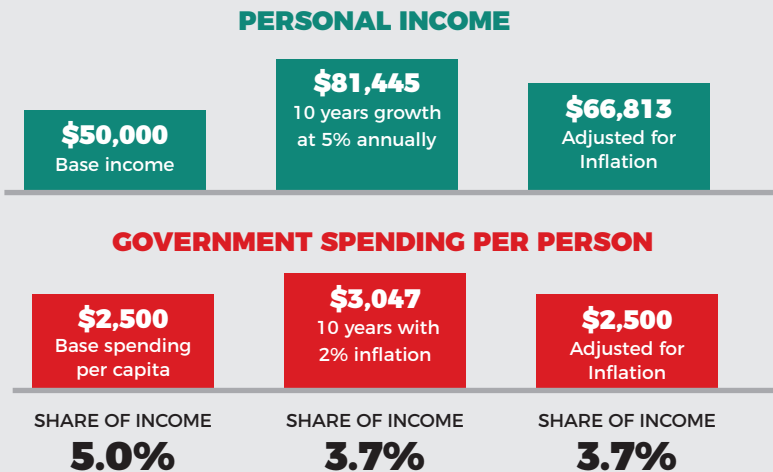 PERSONAL INCOME
$50,000
Base income
$81,445
10 years growth
at 5% annually
$66,813
Adjusted for
Inflation
GOVERNMENT SPENDING PER PERSON
$2,500
Base spending
per capita
$3,047
10 years with
2% inflation
$2,500
Adjusted for
Inflation
SHARE OF INCOME
5.0%
SHARE OF INCOME
3.7%
SHARE OF INCOME
3.7%